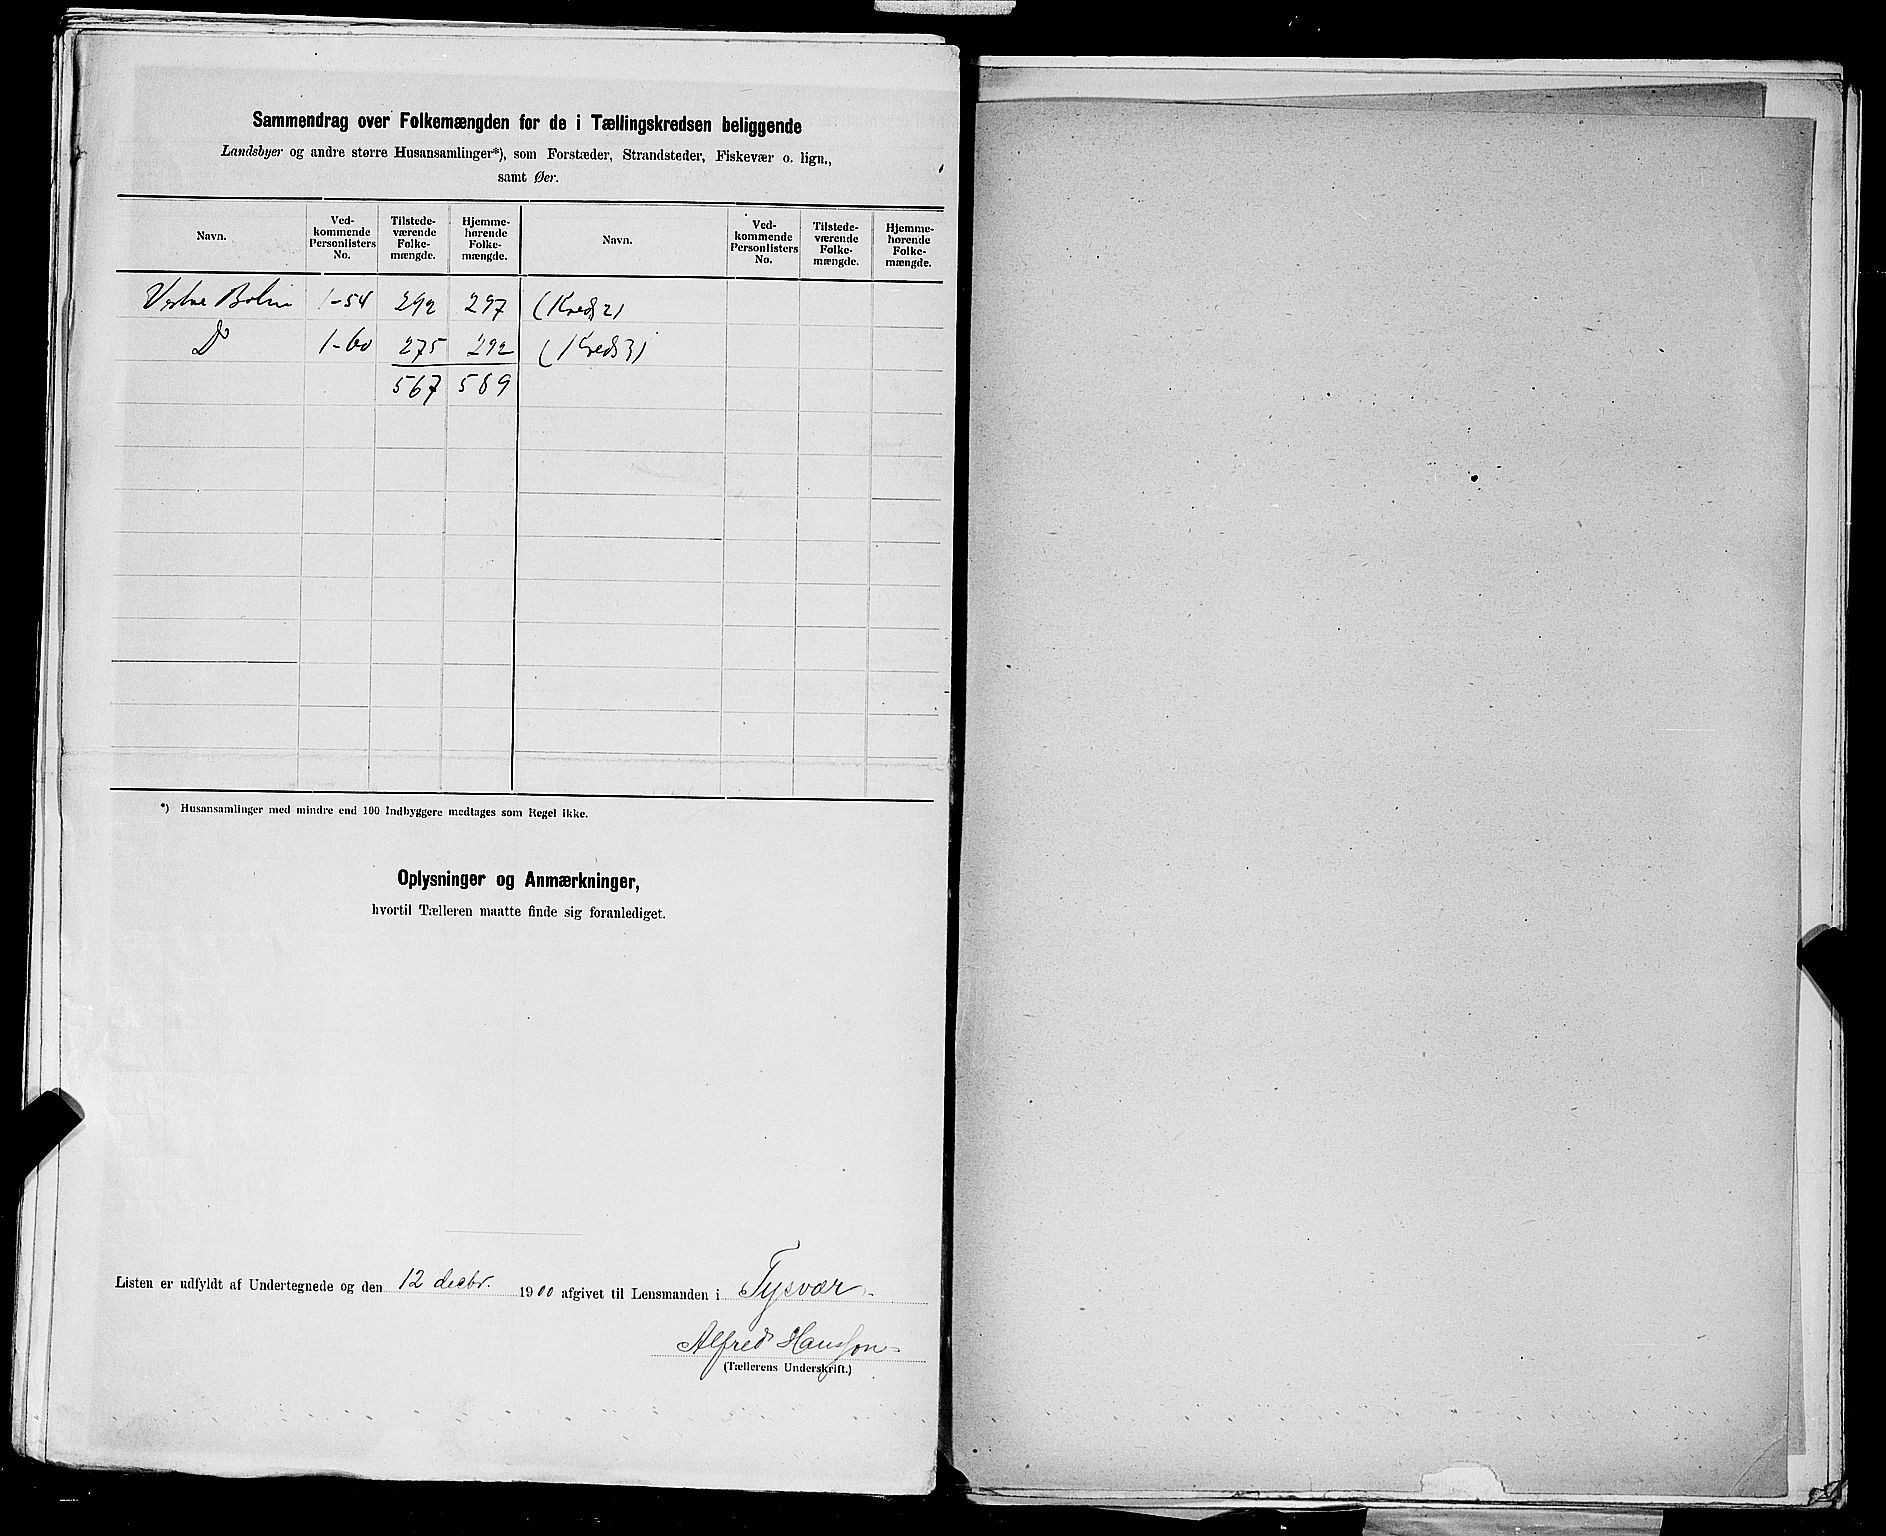 Sammendrag over Folkemængden for de i Tællingskredsen beliggende
Landsbyer og andre større Husansamlinger*), som Forstæder, Strandsteder, Fiskevær o. lign.,
samt Øer.
Navn. Ved-kommende Personlisters No. Tilstede-værende Folke-mængde. Hjemme-hørende Folke-mængde. Navn. Ved-kommende Personlisters No. Tilstede-værende Folke-mængde. Hjemme-hørende Folke-mængde.
Vestre Bokn 1-54 292 297 (Kreds 2)
Do 1-60 275 292 (Kreds 3)
567 589
*) Husansamlinger med mindre end 100 Indbyggere medtages som Regel ikke.
Oplysninger og Anmærkninger,
hvortil Tælleren maatte finde sig foranlediget.
Listen er udfyldt af Undertegnede og den 12 decbr. 1900 afgivet til Lensmanden i Tysvær
Alfred Hansson
(Tællerens Underskrift.)